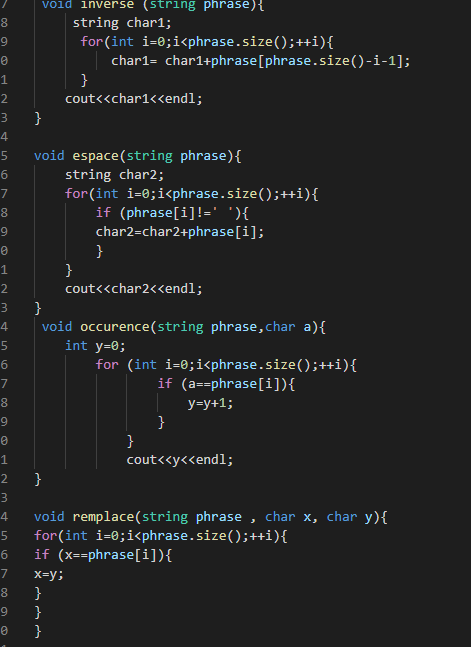 7 void inverse (string phrase){
8 string char1;
9 for(int i=0;i<phrase.size();++i){
0 char1= char1+phrase[phrase.size()-i-1];
1 }
2 cout<<char1<<endl;
3 }
4
5 void espace(string phrase){
6 string char2;
7 for(int i=0;i<phrase.size();++i){
8 if (phrase[i]!=' '){
9 char2=char2+phrase[i];
0 }
1 }
2 cout<<char2<<endl;
3 }
4 void occurence(string phrase,char a){
5 int y=0;
6 for (int i=0;i<phrase.size();++i){
7 if (a==phrase[i]){
8 y=y+1;
9 }
0 }
1 cout<<y<<endl;
2 }
3
4 void remplace(string phrase , char x, char y){
5 for(int i=0;i<phrase.size();++i){
6 if (x==phrase[i]){
7 x=y;
8 }
9 }
0 }